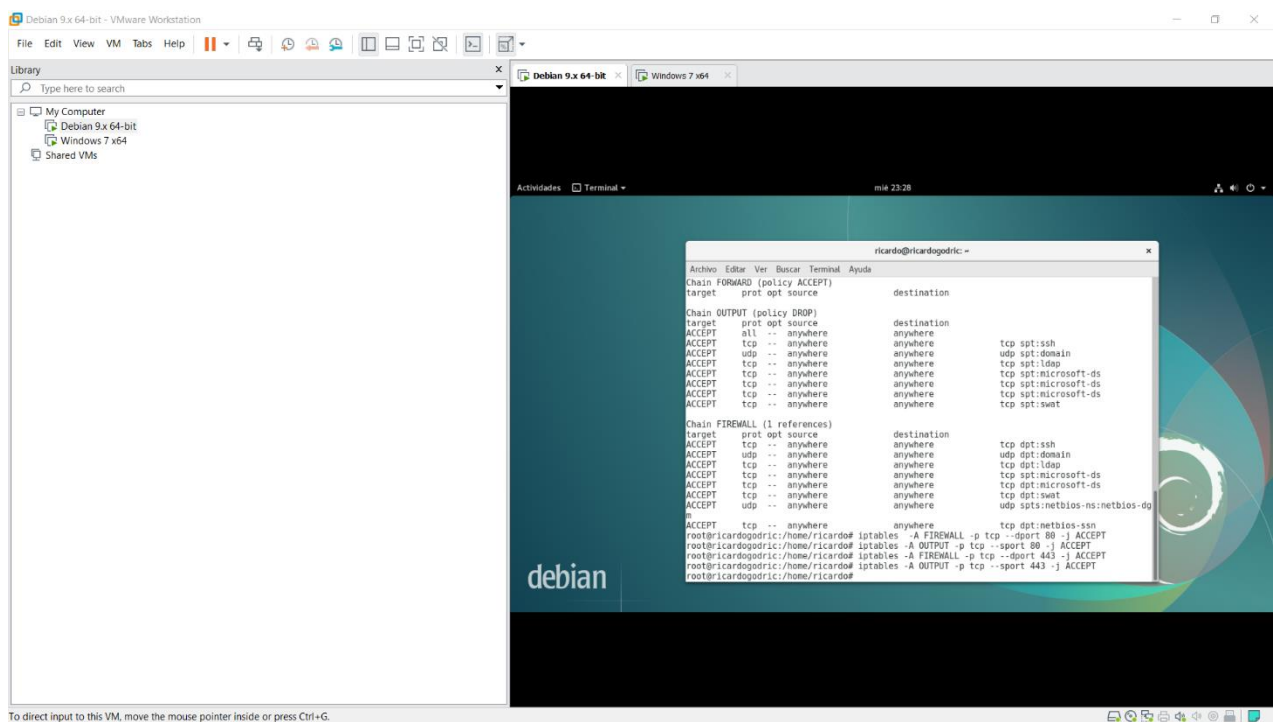 Debian 9.x 64-bit - VMware Workstation
File Edit View VM Tabs Help
Library
Type here to search
My Computer
Debian 9.x 64-bit
Windows 7 x64
Shared VMs
Debian 9.x 64-bit
Windows 7 x64
Actividades Terminal
mié 23:28
ricardo@ricardogodric: ~
Archivo Editar Ver Buscar Terminal Ayuda
Chain FORWARD (policy ACCEPT)
target prot opt source destination
Chain OUTPUT (policy DROP)
target prot opt source destination
ACCEPT all -- anywhere anywhere
ACCEPT tcp -- anywhere anywhere tcp spt:ssh
ACCEPT udp -- anywhere anywhere udp spt:domain
ACCEPT tcp -- anywhere anywhere tcp spt:ldap
ACCEPT tcp -- anywhere anywhere tcp spt:microsoft-ds
ACCEPT tcp -- anywhere anywhere tcp spt:microsoft-ds
ACCEPT tcp -- anywhere anywhere tcp spt:swat
Chain FIREWALL (1 references)
target prot opt source destination
ACCEPT tcp -- anywhere anywhere tcp dpt:ssh
ACCEPT udp -- anywhere anywhere udp dpt:domain
ACCEPT tcp -- anywhere anywhere tcp dpt:ldap
ACCEPT tcp -- anywhere anywhere tcp dpt:microsoft-ds
ACCEPT tcp -- anywhere anywhere tcp dpt:microsoft-ds
ACCEPT tcp -- anywhere anywhere tcp dpt:swat
ACCEPT udp -- anywhere anywhere udp spts:netbios-ns:netbios-dg
m
ACCEPT tcp -- anywhere anywhere tcp dpt:netbios-ssn
root@ricardogodric:/home/ricardo# iptables -A FIREWALL -p tcp --dport 80 -j ACCEPT
root@ricardogodric:/home/ricardo# iptables -A OUTPUT -p tcp --sport 80 -j ACCEPT
root@ricardogodric:/home/ricardo# iptables -A FIREWALL -p tcp --dport 443 -j ACCEPT
root@ricardogodric:/home/ricardo# iptables -A OUTPUT -p tcp --sport 443 -j ACCEPT
root@ricardogodric:/home/ricardo#
debian
To direct input to this VM, move the mouse pointer inside or press Ctrl+G.